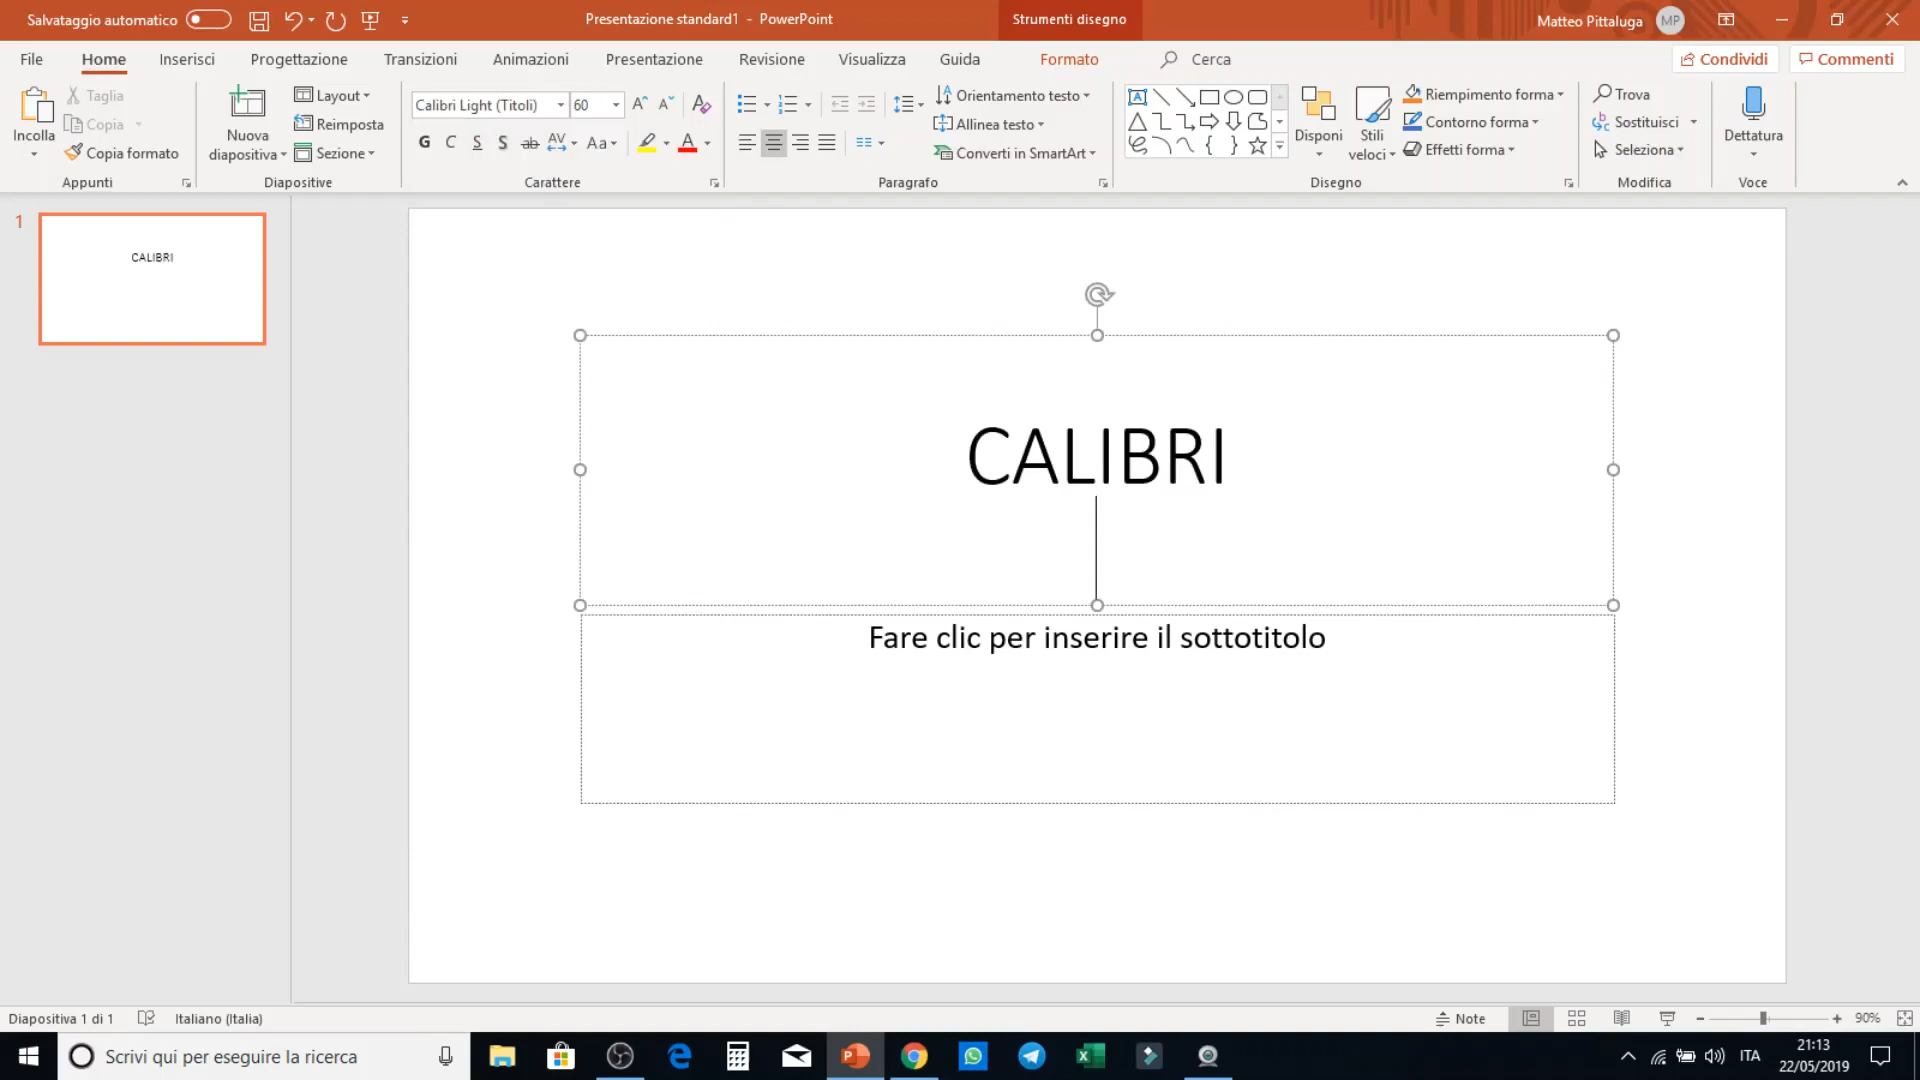 Salvataggio automatico
Presentazione standard1 - PowerPoint
Strumenti disegno
Matteo Pittaluga MP
File Home Inserisci Progettazione Transizioni Animazioni Presentazione Revisione Visualizza Guida Formato Cerca Condividi Commenti
Incolla
Taglia
Copia
Copia formato
Appunti
Nuova diapositiva
Layout
Reimposta
Sezione
Diapositive
Calibri Light (Titoli) 60
G C S S ab AV Aa A
Carattere
Orientamento testo
Allinea testo
Converti in SmartArt
Paragrafo
Disponi
Stili veloci
Riempimento forma
Contorno forma
Effetti forma
Disegno
Trova
Sostituisci
Seleziona
Modifica
Dettatura
Voce
1
CALIBRI
CALIBRI
Fare clic per inserire il sottotitolo
Diapositiva 1 di 1 Italiano (Italia) Note 90%
Scrivi qui per eseguire la ricerca
ITA
21:13
22/05/2019